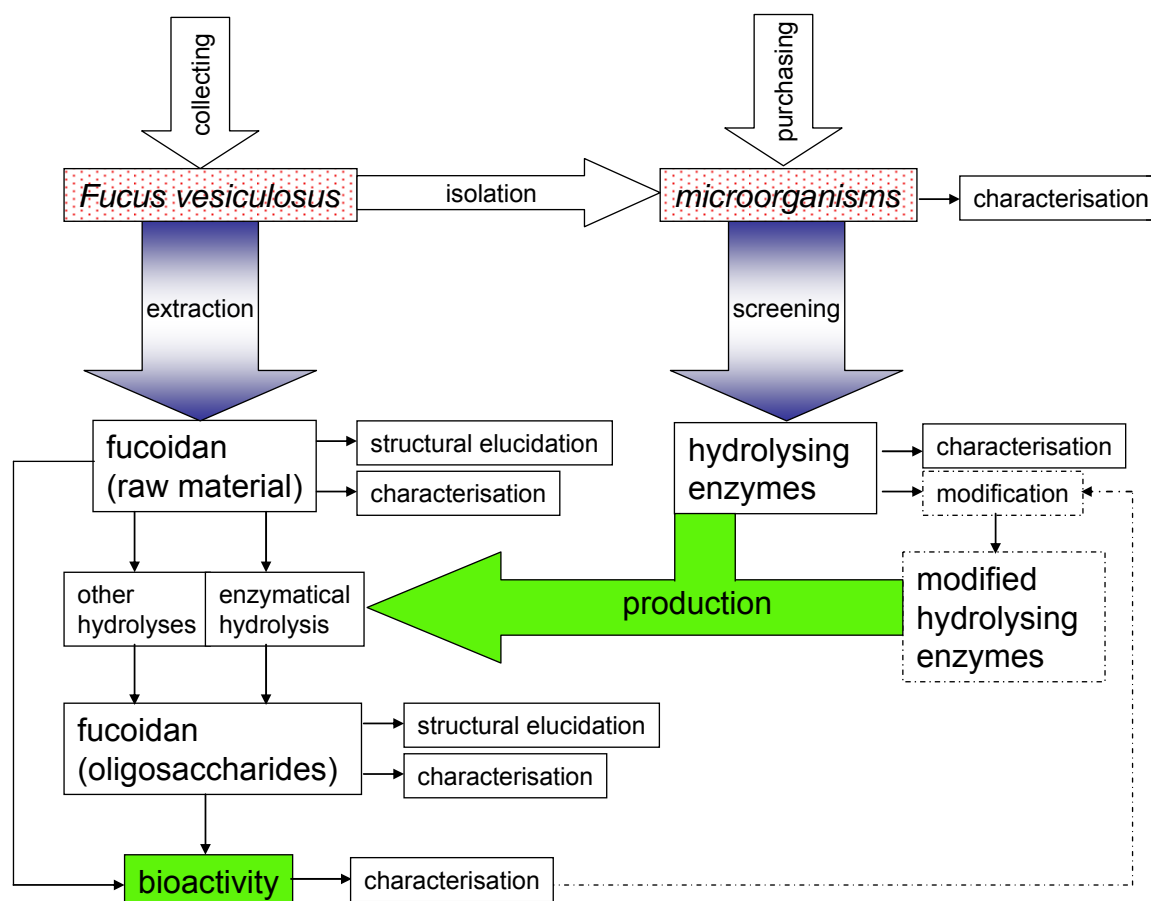 collecting
purchasing
Fucus vesiculosus
isolation
microorganisms
characterisation
extraction
screening
fucoidan
(raw material)
structural elucidation
characterisation
hydrolysing
enzymes
characterisation
modification
other
hydrolyses
enzymatical
hydrolysis
production
modified
hydrolysing
enzymes
fucoidan
(oligosaccharides)
structural elucidation
characterisation
bioactivity
characterisation